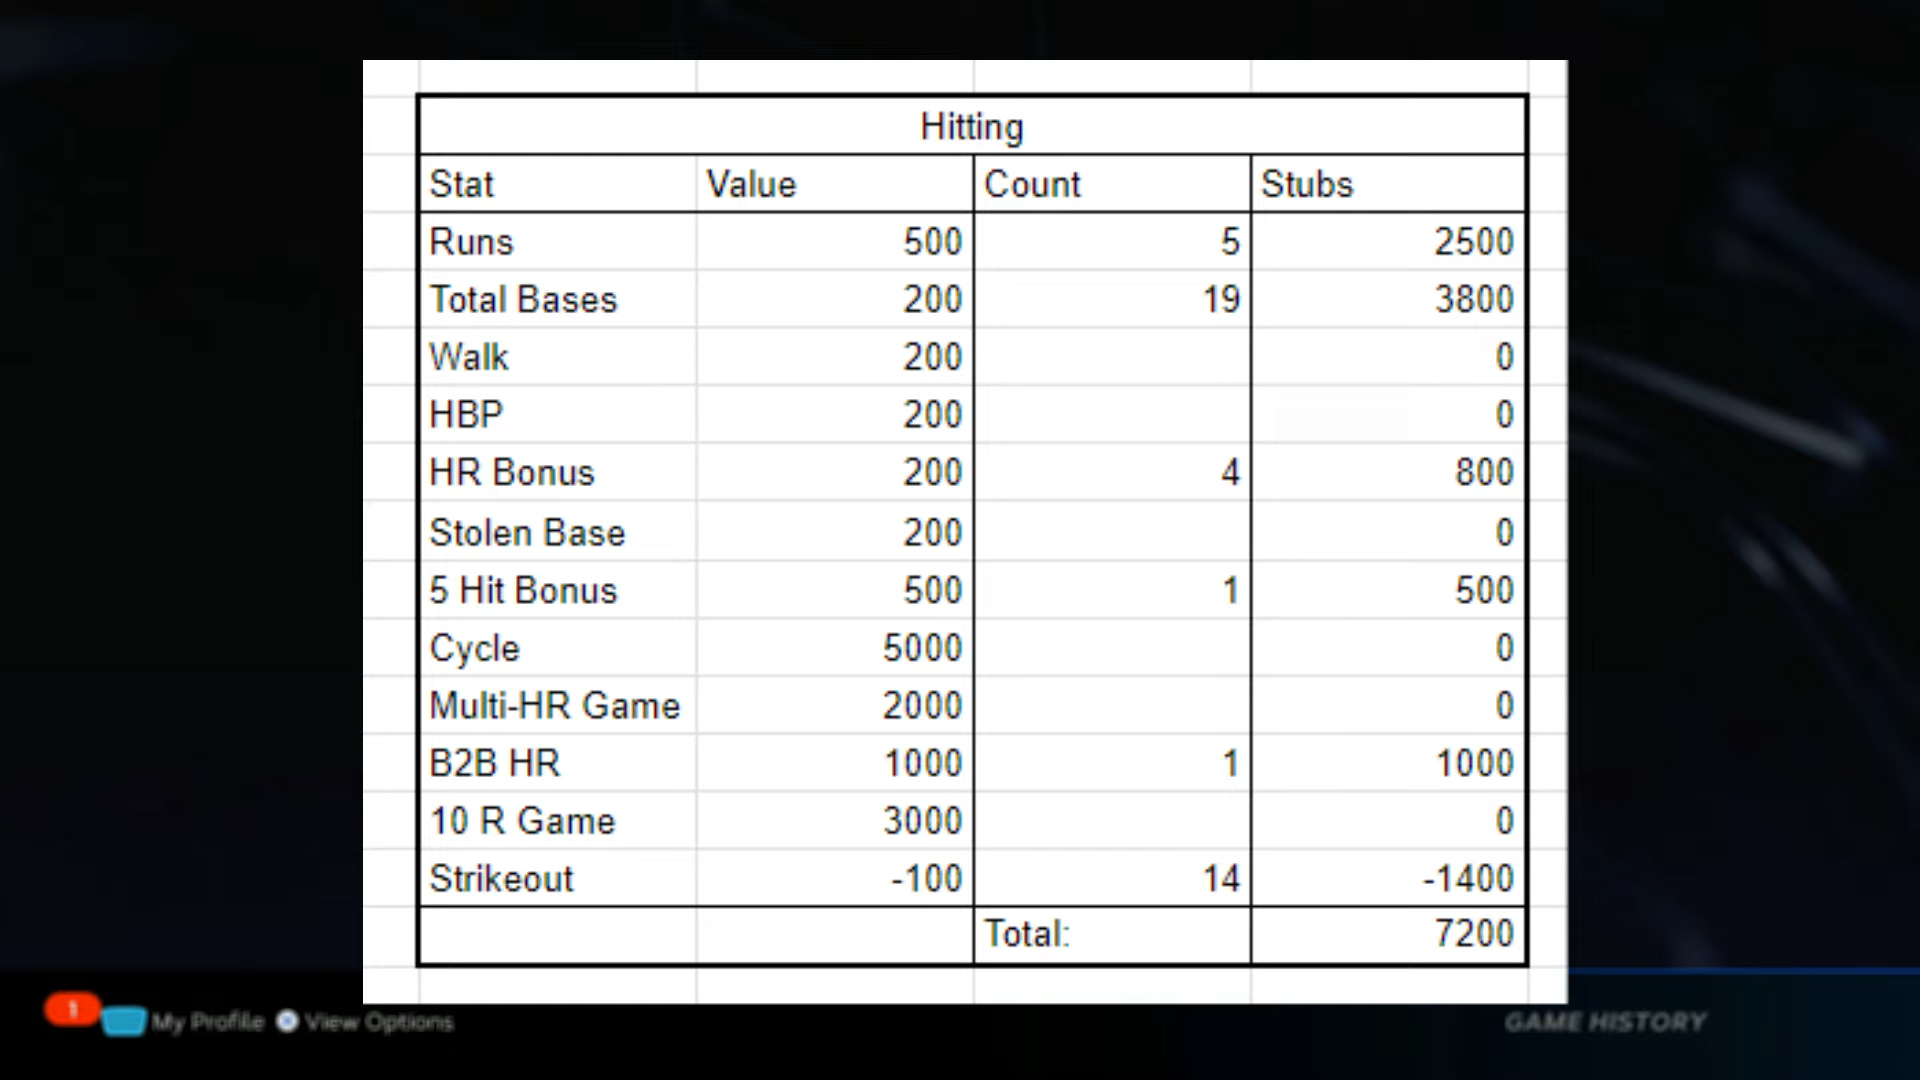 Hitting
Stat Value Count Stubs
Runs 500 5 2500
Total Bases 200 19 3800
Walk 200 0
HBP 200 0
HR Bonus 200 4 800
Stolen Base 200 0
5 Hit Bonus 500 1 500
Cycle 5000 0
Multi-HR Game 2000 0
B2B HR 1000 1 1000
10 R Game 3000 0
Strikeout -100 14 -1400
Total: 7200
1 My Profile View Options GAME HISTORY